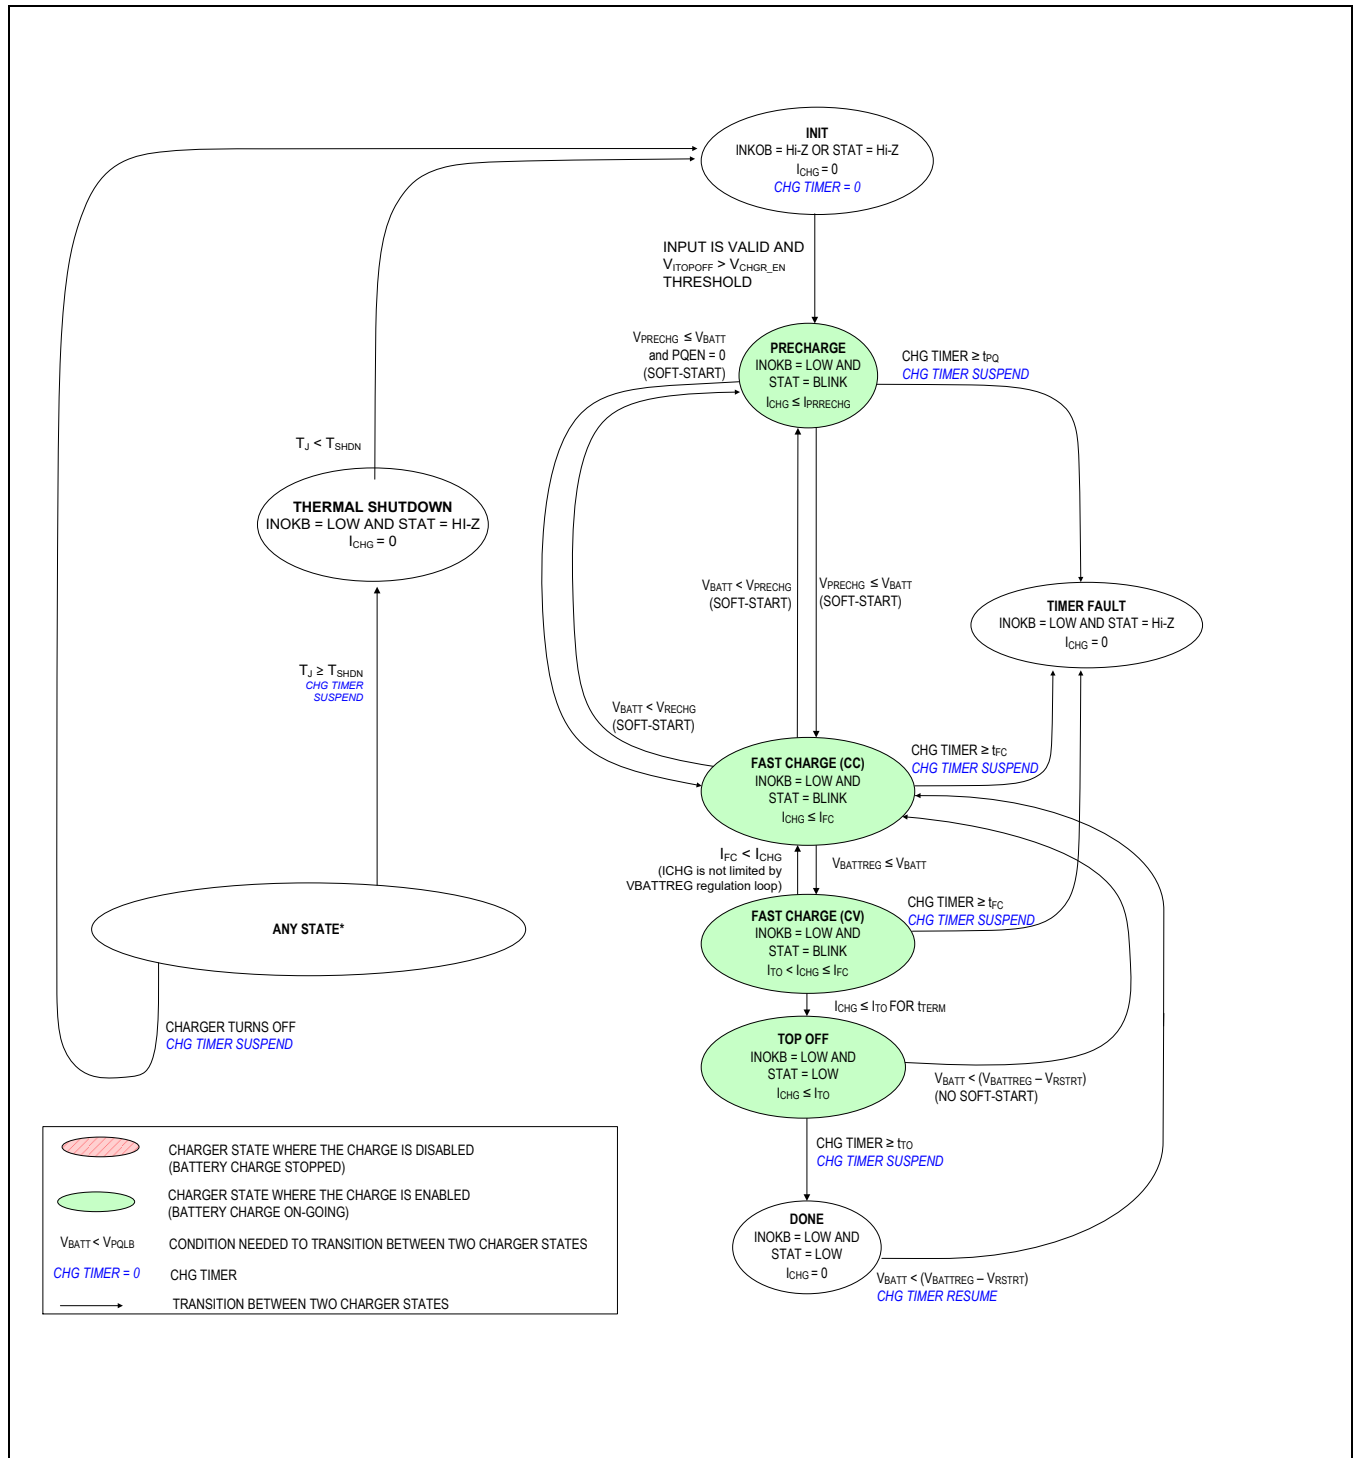 INIT
INKOB = Hi-Z OR STAT = Hi-Z
ICHG = 0
CHG TIMER = 0
INPUT IS VALID AND
VITOPOFF > VCHGR_EN
THRESHOLD
VPRECHG ≤ VBATT
and PQEN = 0
(SOFT-START)
PRECHARGE
INOKB = LOW AND
STAT = BLINK
ICHG ≤ IPRRECHG
CHG TIMER ≥ tPQ
CHG TIMER SUSPEND
TJ < TSHDN
THERMAL SHUTDOWN
INOKB = LOW AND STAT = HI-Z
ICHG = 0
VBATT < VPRECHG
(SOFT-START)
VPRECHG ≤ VBATT
(SOFT-START)
TIMER FAULT
INOKB = LOW AND STAT = Hi-Z
ICHG = 0
TJ ≥ TSHDN
CHG TIMER
SUSPEND
VBATT < VRECHG
(SOFT-START)
FAST CHARGE (CC)
INOKB = LOW AND
STAT = BLINK
ICHG ≤ IFC
CHG TIMER ≥ tFC
CHG TIMER SUSPEND
IFC < ICHG
(ICHG is not limited by
VBATTREG regulation loop)
VBATTREG ≤ VBATT
FAST CHARGE (CV)
INOKB = LOW AND
STAT = BLINK
ITO < ICHG ≤ IFC
CHG TIMER ≥ tFC
CHG TIMER SUSPEND
ANY STATE*
ICHG ≤ ITO FOR tTERM
CHARGER TURNS OFF
CHG TIMER SUSPEND
TOP OFF
INOKB = LOW AND
STAT = LOW
ICHG ≤ ITO
VBATT < (VBATTREG – VRSTRT)
(NO SOFT-START)
CHG TIMER ≥ tTO
CHG TIMER SUSPEND
DONE
INOKB = LOW AND
STAT = LOW
ICHG = 0
VBATT < (VBATTREG – VRSTRT)
CHG TIMER RESUME
CHARGER STATE WHERE THE CHARGE IS DISABLED
(BATTERY CHARGE STOPPED)
CHARGER STATE WHERE THE CHARGE IS ENABLED
(BATTERY CHARGE ON-GOING)
VBATT < VPQLB CONDITION NEEDED TO TRANSITION BETWEEN TWO CHARGER STATES
CHG TIMER = 0 CHG TIMER
TRANSITION BETWEEN TWO CHARGER STATES